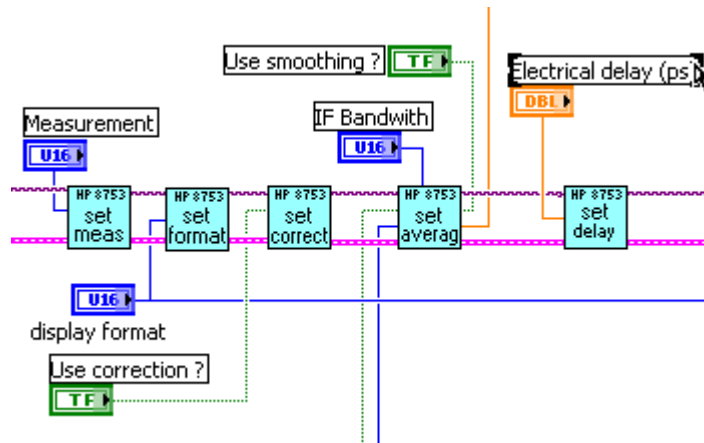 Use smoothing ?
TF
Electrical delay (ps)
DBL
Measurement
U16
IF Bandwith
U16
HP 8753
set
meas
HP 8753
set
format
HP 8753
set
correct
HP 8753
set
averag
HP 8753
set
delay
U16
display format
Use correction ?
TF